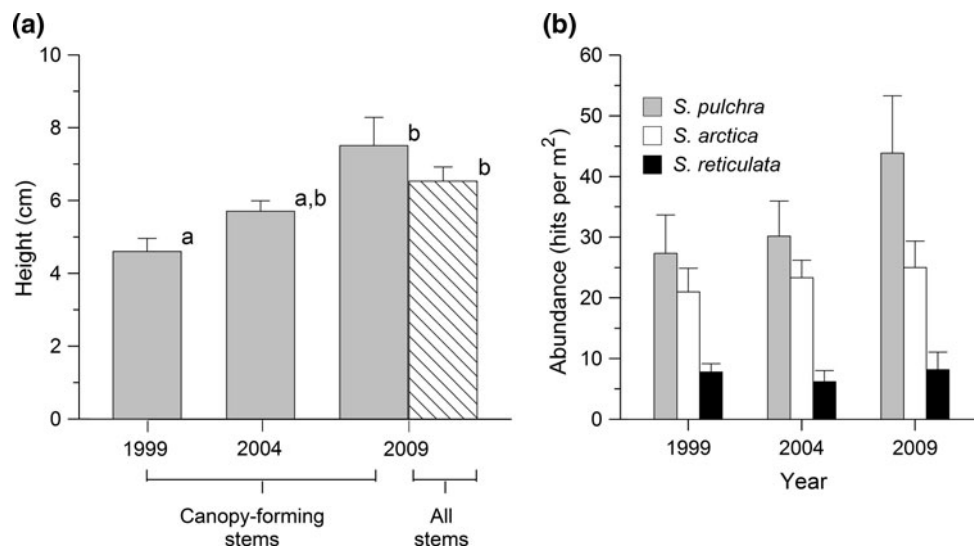 (a)
10
8
6
4
2
0
Height (cm)
a
a,b
b
b
1999
2004
2009
Canopy-forming
stems
All
stems
(b)
60
50
40
30
20
10
0
Abundance (hits per m²)
S. pulchra
S. arctica
S. reticulata
1999
2004
2009
Year